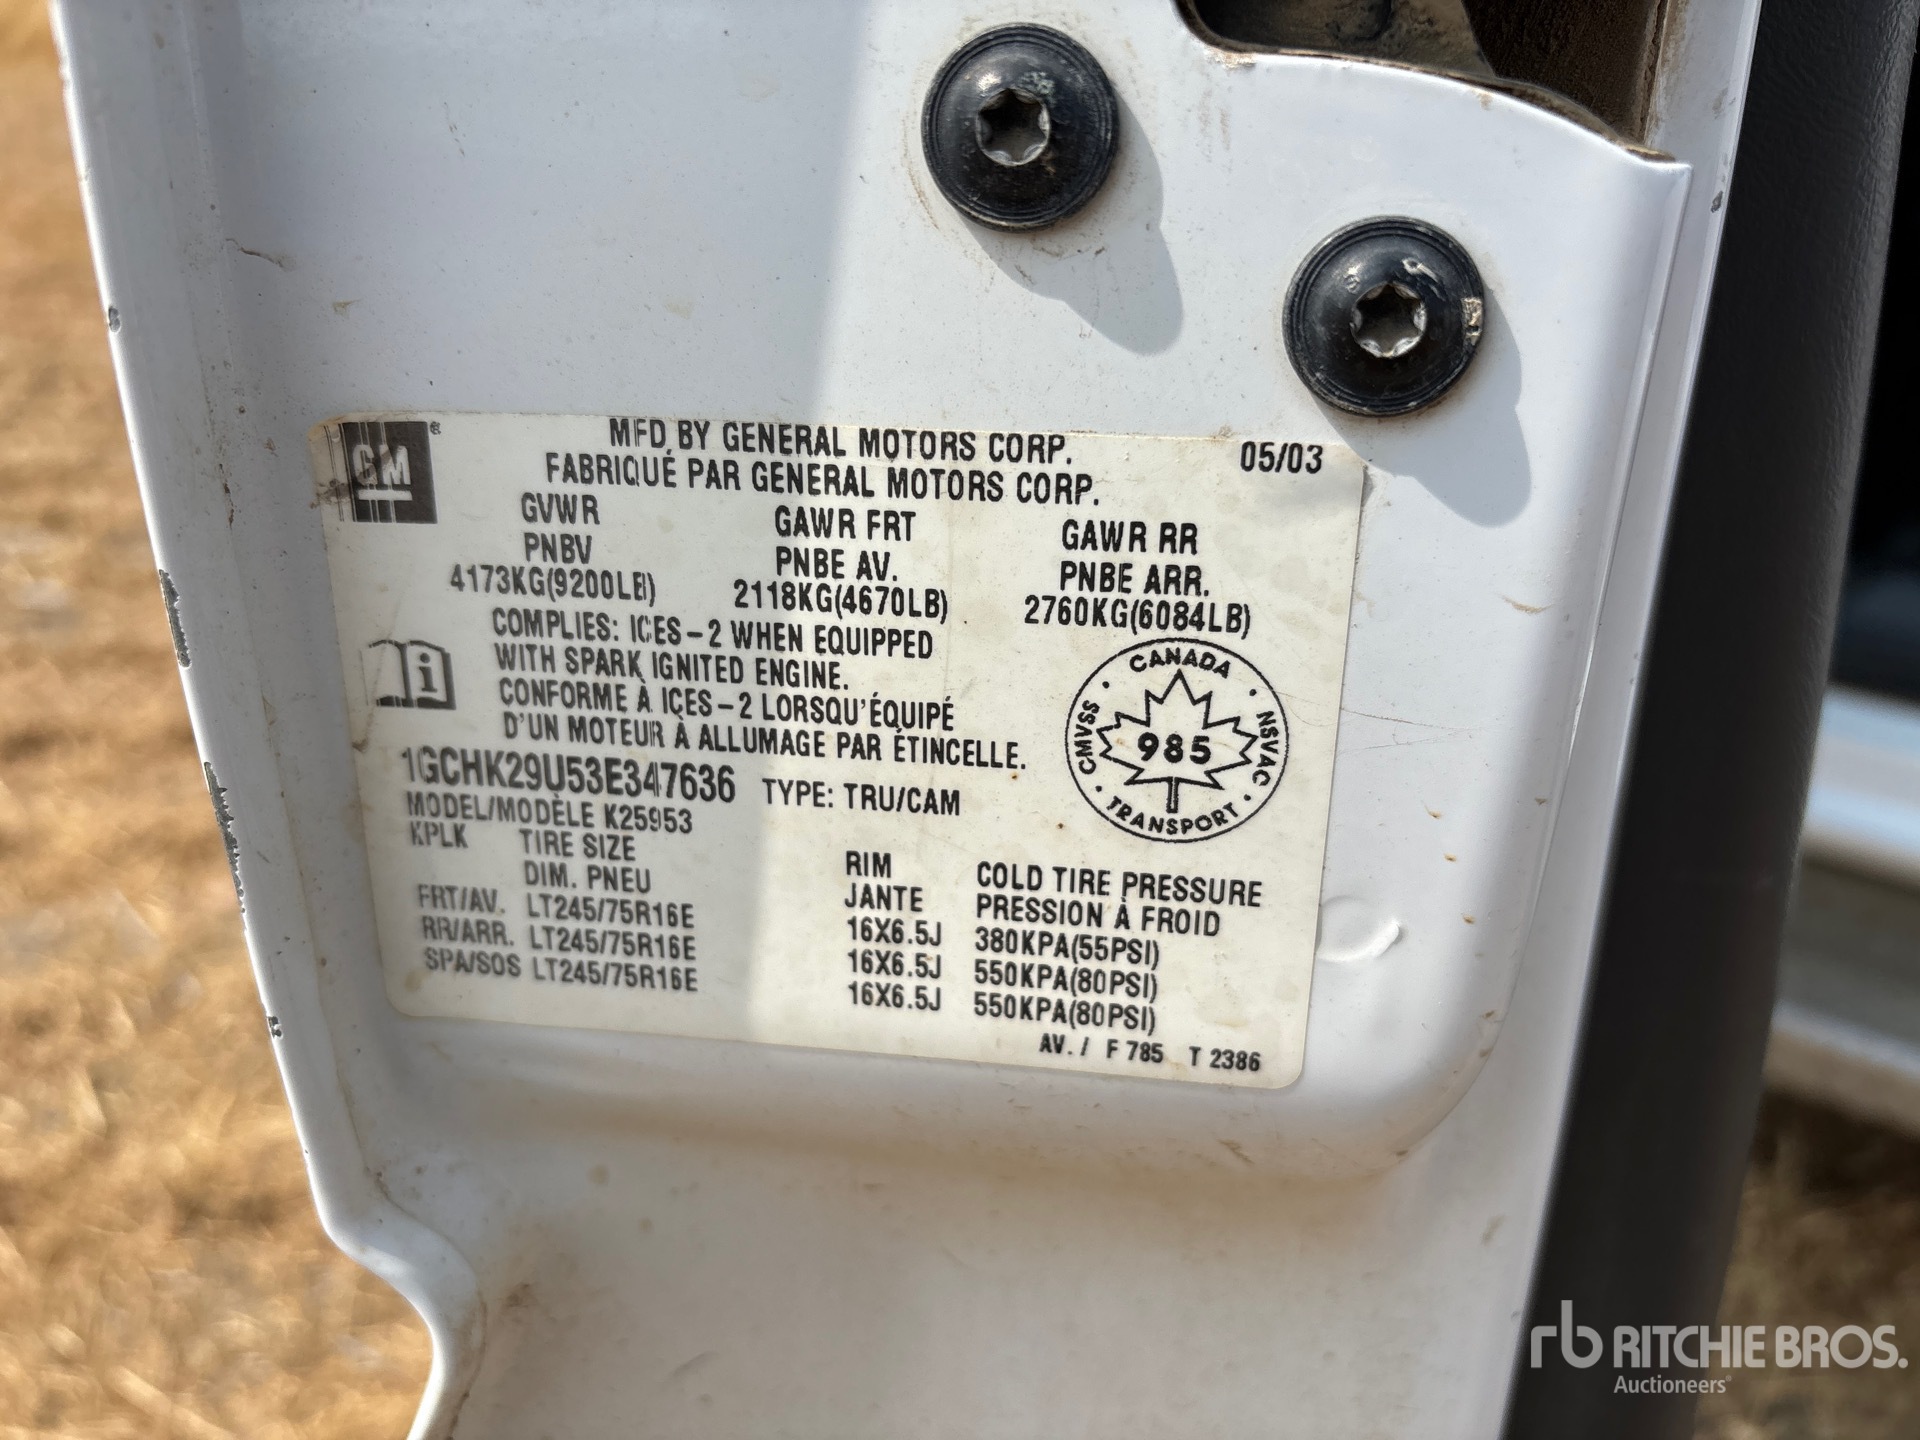 GM
MFD BY GENERAL MOTORS CORP. 05/03
FABRIQUÉ PAR GENERAL MOTORS CORP.
GVWR GAWR FRT GAWR RR
PNBV PNBE AV. PNBE ARR.
4173KG(9200LB) 2118KG(4670LB) 2760KG(6084LB)
COMPLIES: ICES-2 WHEN EQUIPPED
WITH SPARK IGNITED ENGINE.
CONFORME À ICES-2 LORSQU'ÉQUIPÉ
D'UN MOTEUR À ALLUMAGE PAR ÉTINCELLE.
CANADA
CMVSS 985 NSVAC
TRANSPORT
1GCHK29U53E347636 TYPE: TRU/CAM
MODEL/MODÈLE K25953
KPLK TIRE SIZE RIM COLD TIRE PRESSURE
DIM. PNEU JANTE PRESSION À FROID
FRT/AV. LT245/75R16E 16X6.5J 380KPA(55PSI)
RR/ARR. LT245/75R16E 16X6.5J 550KPA(80PSI)
SPA/SOS LT245/75R16E 16X6.5J 550KPA(80PSI)
AV. / F 785 T 2386
rb RITCHIE BROS.
Auctioneers